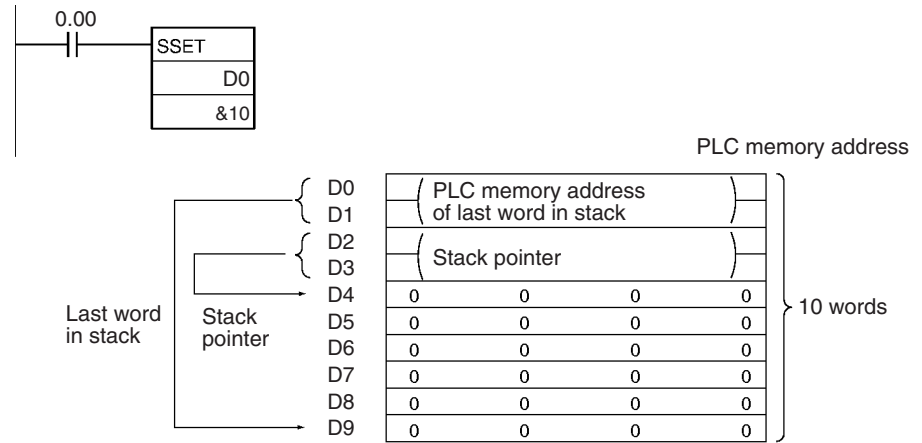 0.00
SSET
D0
&10
PLC memory address
D0
PLC memory address
D1
of last word in stack
D2
D3
Stack pointer
D4 0 0 0 0
Last word
in stack
Stack
pointer
D5 0 0 0 0
10 words
D6 0 0 0 0
D7 0 0 0 0
D8 0 0 0 0
D9 0 0 0 0